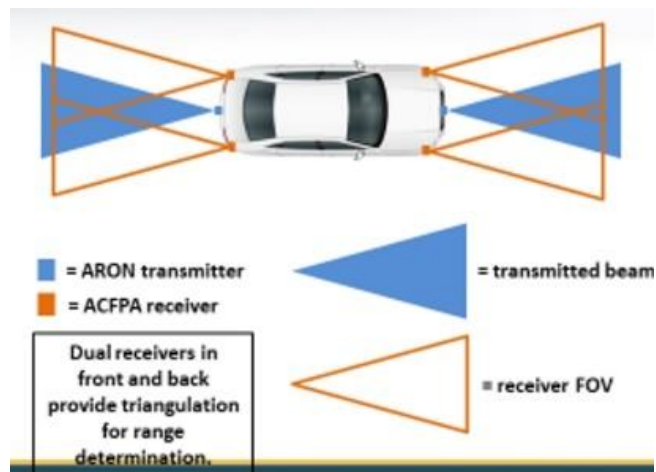 = ARON transmitter
= transmitted beam
= ACFPA receiver
Dual receivers in
front and back
provide triangulation
for range
determination.
= receiver FOV